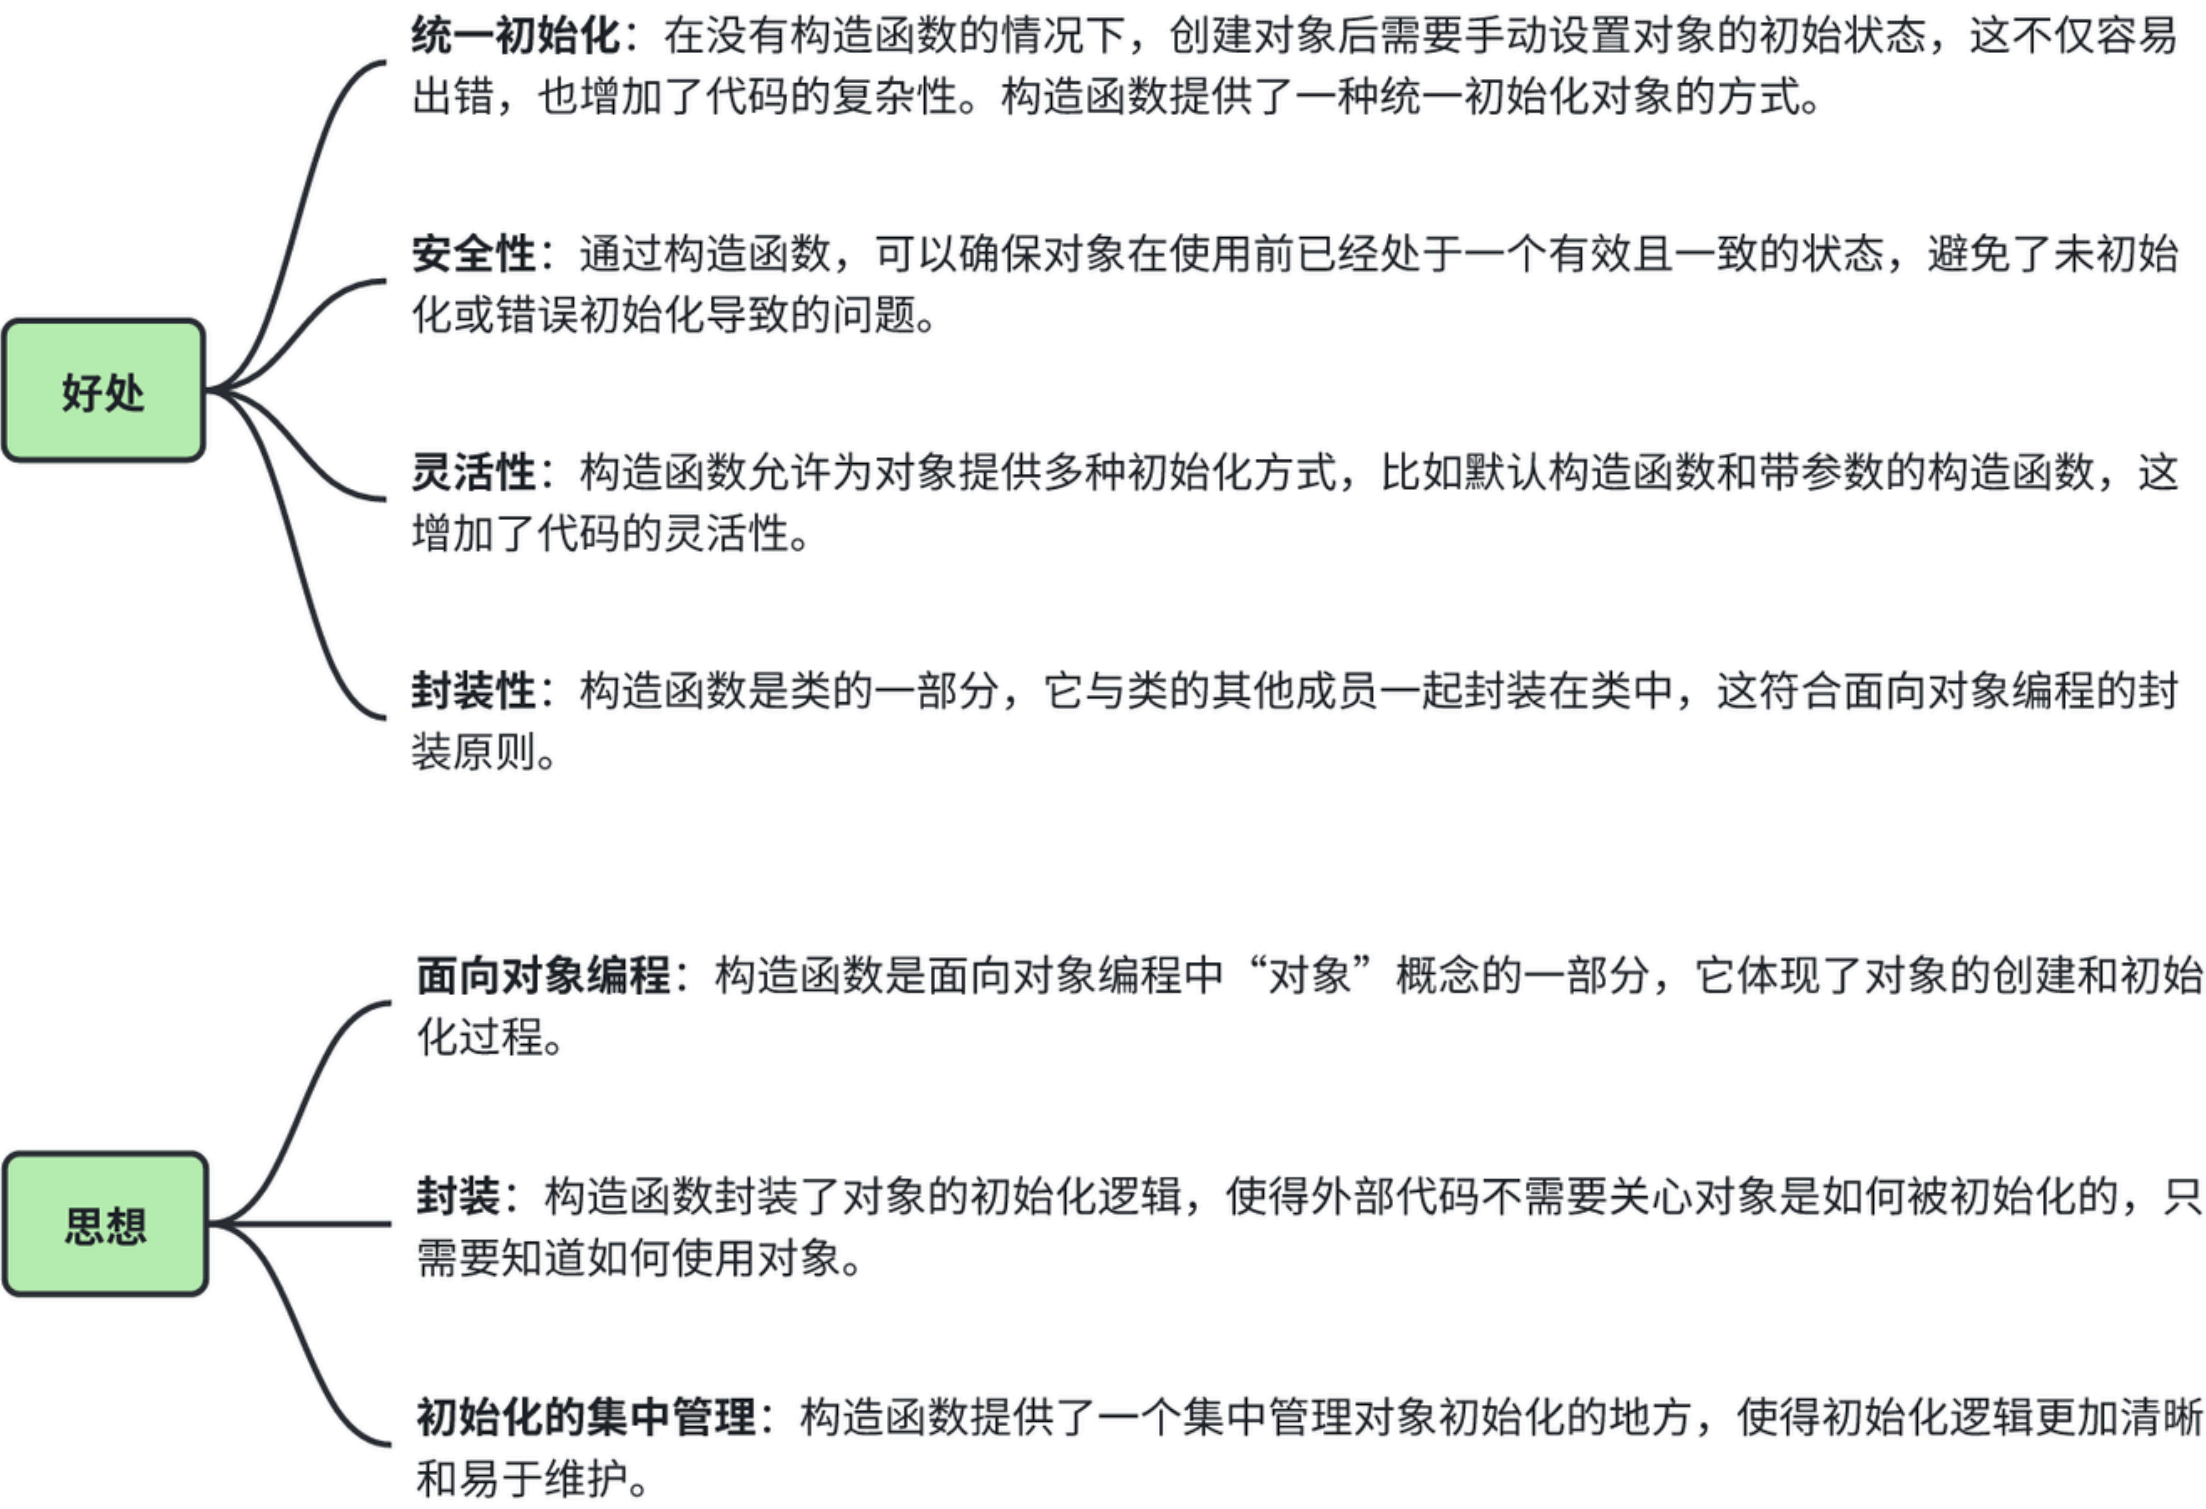 统一初始化：在没有构造函数的情况下，创建对象后需要手动设置对象的初始状态，这不仅容易
出错，也增加了代码的复杂性。构造函数提供了一种统一初始化对象的方式。
安全性：通过构造函数，可以确保对象在使用前已经处于一个有效且一致的状态，避免了未初始
化或错误初始化导致的问题。
好处
灵活性：构造函数允许为对象提供多种初始化方式，比如默认构造函数和带参数的构造函数，这
增加了代码的灵活性。
封装性：构造函数是类的一部分，它与类的其他成员一起封装在类中，这符合面向对象编程的封
装原则。
面向对象编程：构造函数是面向对象编程中“对象”概念的一部分，它体现了对象的创建和初始
化过程。
思想
封装：构造函数封装了对象的初始化逻辑，使得外部代码不需要关心对象是如何被初始化的，只
需要知道如何使用对象。
初始化的集中管理：构造函数提供了一个集中管理对象初始化的地方，使得初始化逻辑更加清晰
和易于维护。